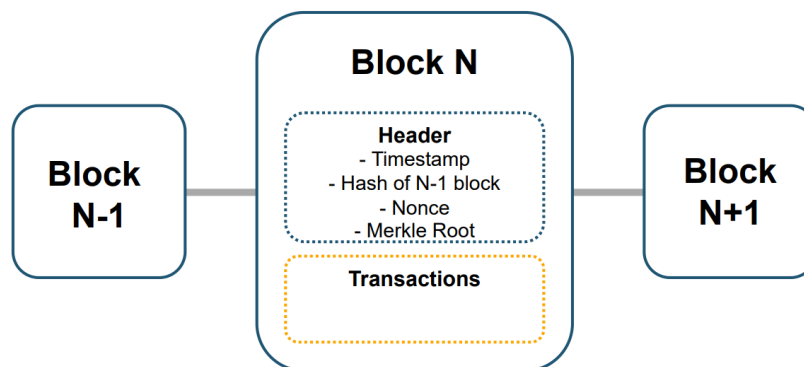 Block
N-1
Block N
Header
- Timestamp
- Hash of N-1 block
- Nonce
- Merkle Root
Transactions
Block
N+1